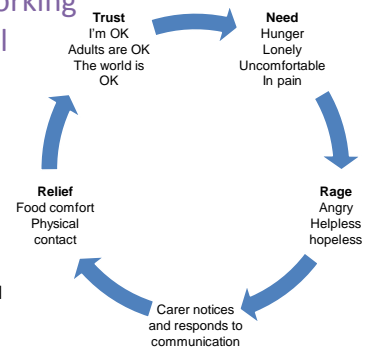 Trust
I'm OK
Adults are OK
The world is
OK
Need
Hunger
Lonely
Uncomfortable
In pain
Rage
Angry
Helpless
hopeless
Carer notices
and responds to
communication
Relief
Food comfort
Physical
contact